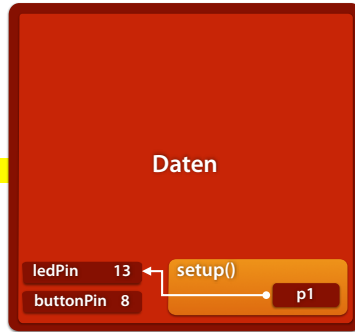 Daten
ledPin 13
setup()
p1
buttonPin 8